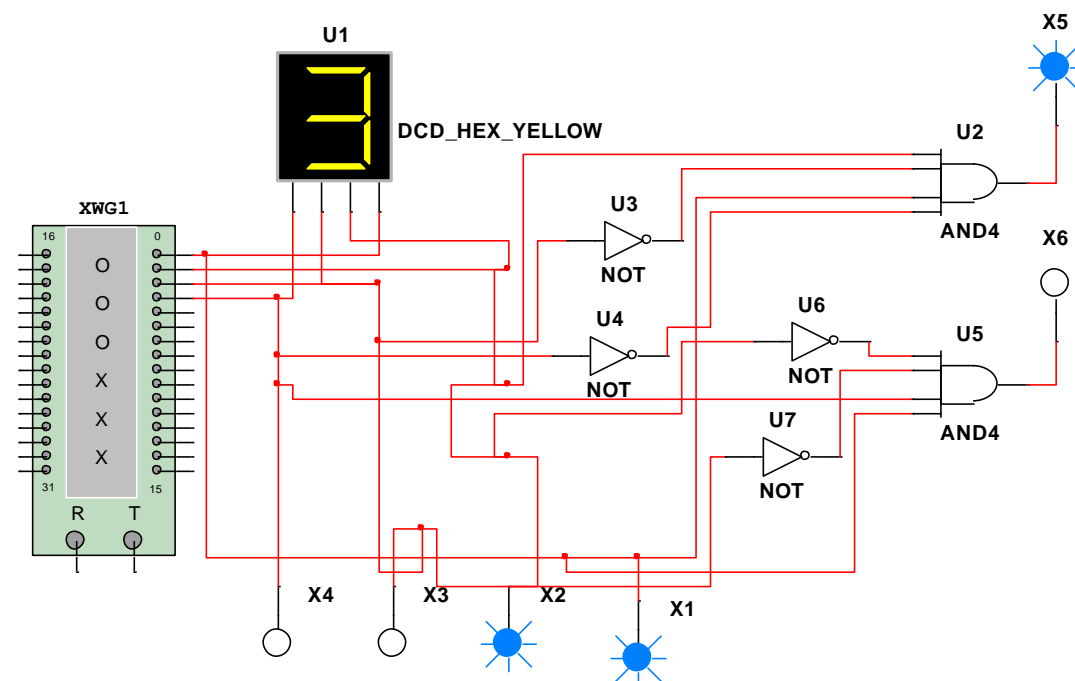 X5
U1
DCD_HEX_YELLOW
U2
AND4
XWG1
16 0
O
O
O
X
X
X
31 15
R T
U3
NOT
X6
U6
NOT
U4
NOT
U5
AND4
U7
NOT
X4
X3
X2
X1
3